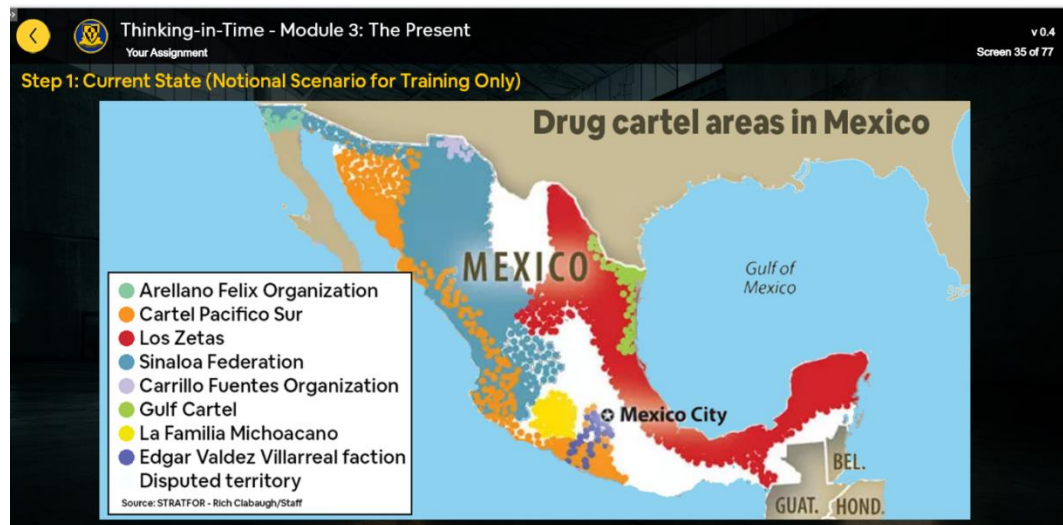 Thinking-in-Time - Module 3: The Present
Your Assignment
v 0.4
Screen 35 of 77
Step 1: Current State (Notional Scenario for Training Only)
Drug cartel areas in Mexico
MEXICO
Gulf of
Mexico
Arellano Felix Organization
Cartel Pacifico Sur
Los Zetas
Sinaloa Federation
Carrillo Fuentes Organization
Gulf Cartel
La Familia Michoacano
Edgar Valdez Villarreal faction
Disputed territory
Source: STRATFOR - Rich Clabaugh/Staff
Mexico City
BEL.
GUAT.
HOND.